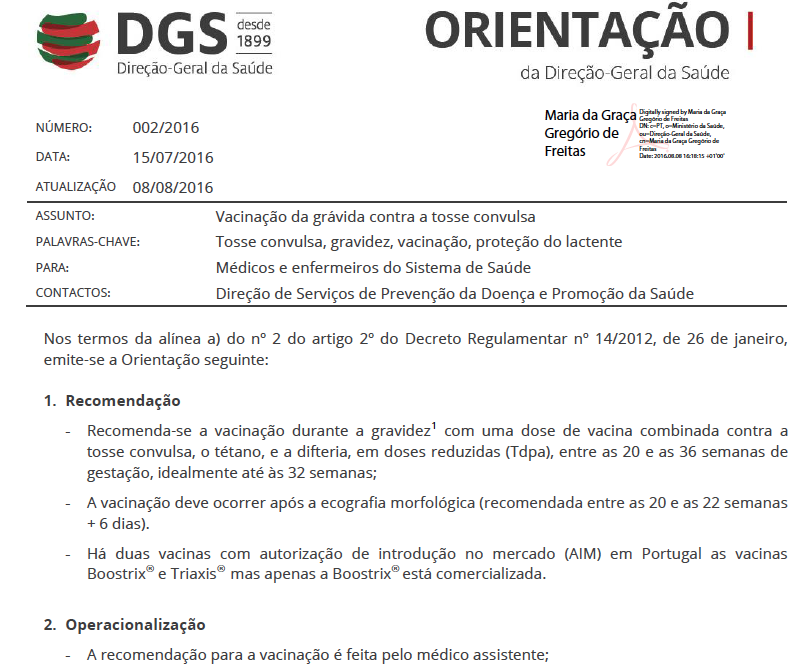 DGS desde
1899
Direção-Geral da Saúde
ORIENTAÇÃO
da Direção-Geral da Saúde
Maria da Graça
Gregório de
Freitas
Digitally signed by Maria da Graça
Gregório de Freitas
DN: c=PT, o=Ministério da Saúde,
ou=Direção-Geral da Saúde,
cn=Maria da Graça Gregório de
Freitas
Date: 2016.08.08 16:18:15 +01'00'
NÚMERO: 002/2016
DATA: 15/07/2016
ATUALIZAÇÃO 08/08/2016
ASSUNTO: Vacinação da grávida contra a tosse convulsa
PALAVRAS-CHAVE: Tosse convulsa, gravidez, vacinação, proteção do lactente
PARA: Médicos e enfermeiros do Sistema de Saúde
CONTACTOS: Direção de Serviços de Prevenção da Doença e Promoção da Saúde
Nos termos da alínea a) do nº 2 do artigo 2º do Decreto Regulamentar nº 14/2012, de 26 de janeiro,
emite-se a Orientação seguinte:
1. Recomendação
- Recomenda-se a vacinação durante a gravidez¹ com uma dose de vacina combinada contra a
tosse convulsa, o tétano, e a difteria, em doses reduzidas (Tdpa), entre as 20 e as 36 semanas de
gestação, idealmente até às 32 semanas;
- A vacinação deve ocorrer após a ecografia morfológica (recomendada entre as 20 e as 22 semanas
+ 6 dias).
- Há duas vacinas com autorização de introdução no mercado (AIM) em Portugal as vacinas
Boostrix® e Triaxis® mas apenas a Boostrix® está comercializada.
2. Operacionalização
- A recomendação para a vacinação é feita pelo médico assistente;